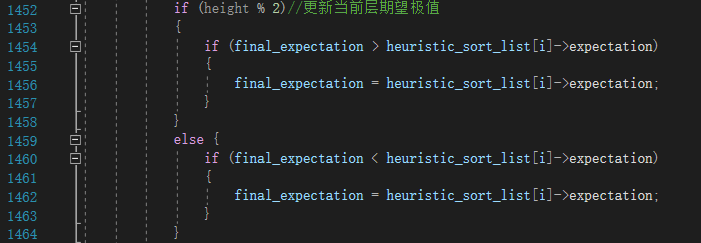 1452 if (height % 2)//更新当前层期望极值
1453 {
1454 if (final_expectation > heuristic_sort_list[i]->expectation)
1455 {
1456 final_expectation = heuristic_sort_list[i]->expectation;
1457 }
1458 }
1459 else {
1460 if (final_expectation < heuristic_sort_list[i]->expectation)
1461 {
1462 final_expectation = heuristic_sort_list[i]->expectation;
1463 }
1464 }